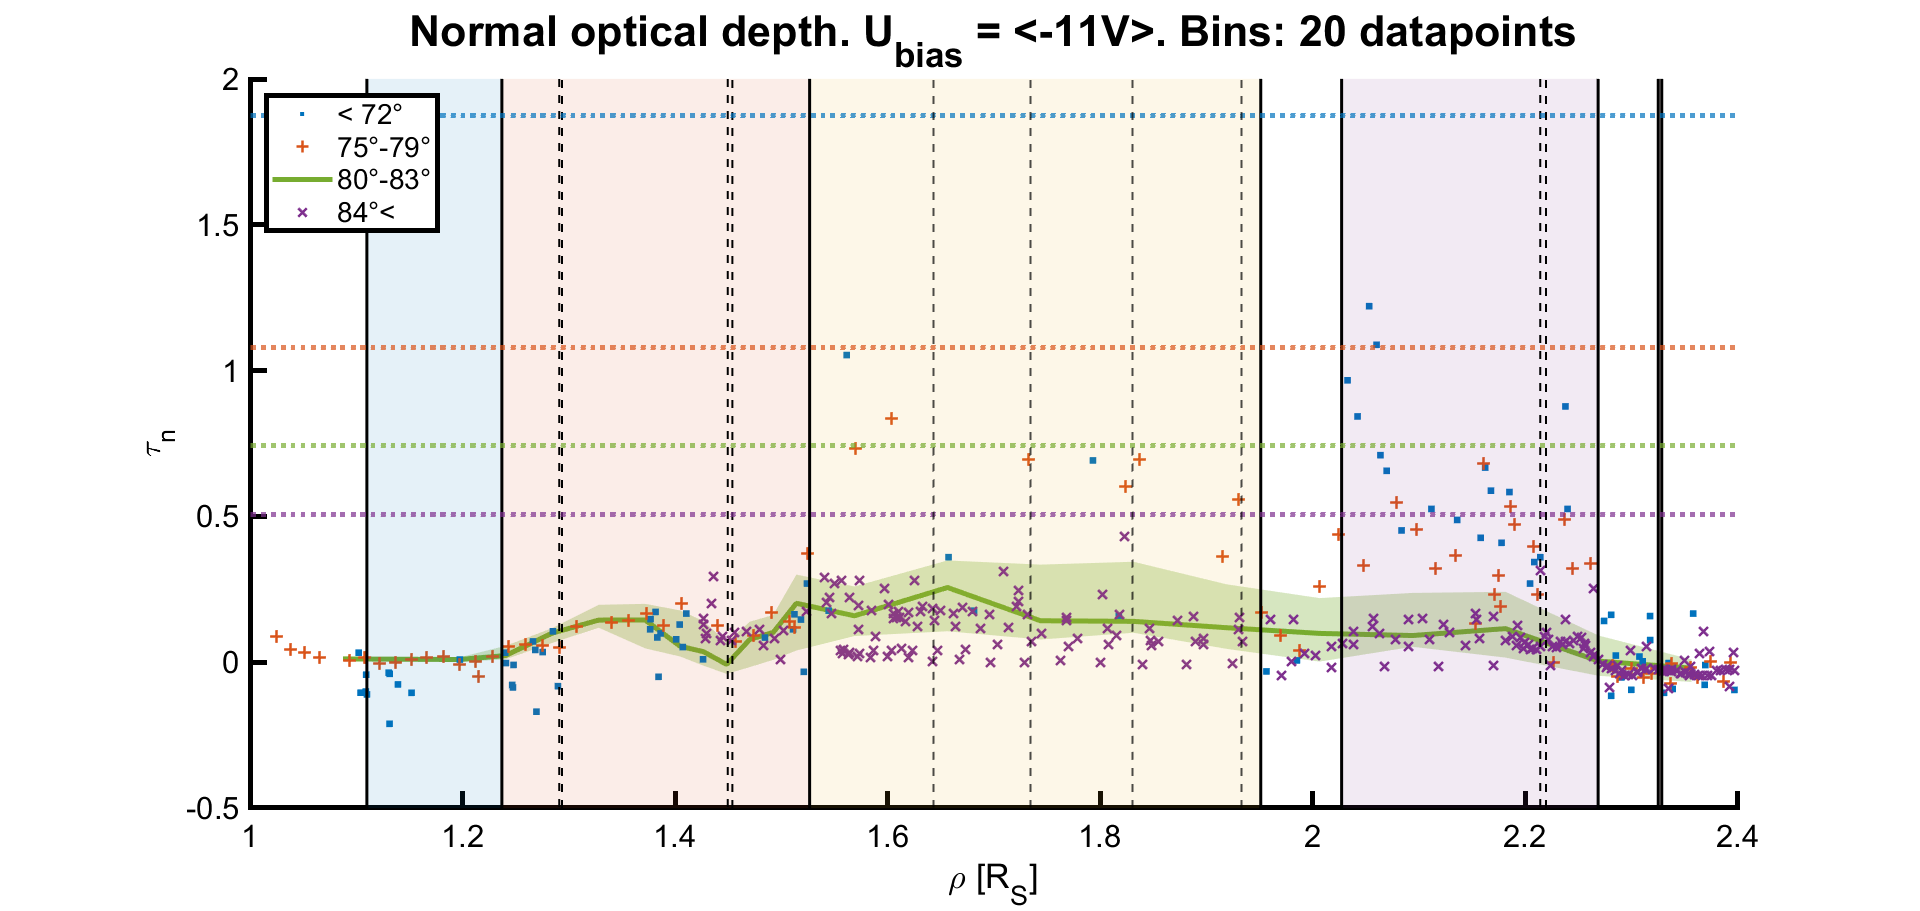 Normal optical depth. U_bias = <-11V>. Bins: 20 datapoints
< 72°
75°-79°
80°-83°
84°<
2
1.5
1
0.5
0
-0.5
τ_n
1 1.2 1.4 1.6 1.8 2 2.2 2.4
ρ [R_S]